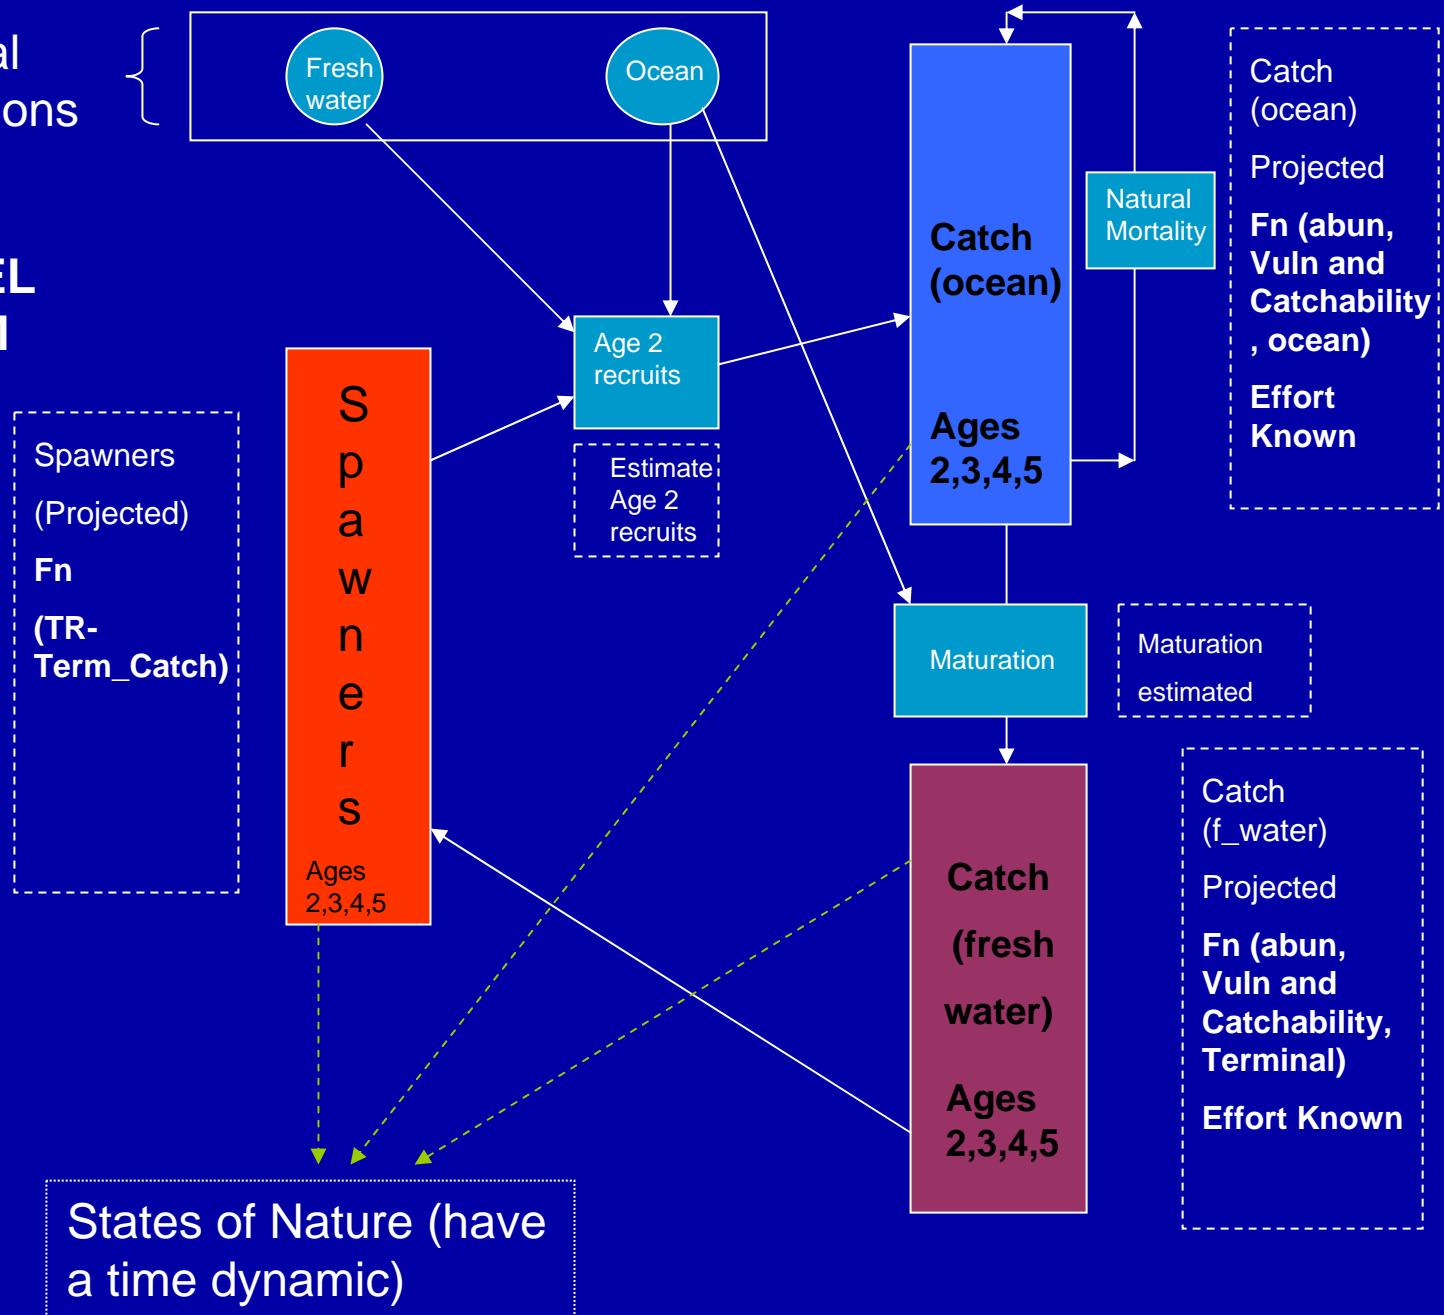 al
ons
EL
Fresh
water
Ocean
Catch
(ocean)
Ages
2,3,4,5
Natural
Mortality
Catch
(ocean)
Projected
Fn (abun,
Vuln and
Catchability
, ocean)
Effort
Known
Age 2
recruits
Estimate
Age 2
recruits
S
p
a
w
n
e
r
s
Ages
2,3,4,5
Spawners
(Projected)
Fn
(TR-
Term_Catch)
Maturation
Maturation
estimated
Catch
(fresh
water)
Ages
2,3,4,5
Catch
(f_water)
Projected
Fn (abun,
Vuln and
Catchability,
Terminal)
Effort Known
States of Nature (have
a time dynamic)